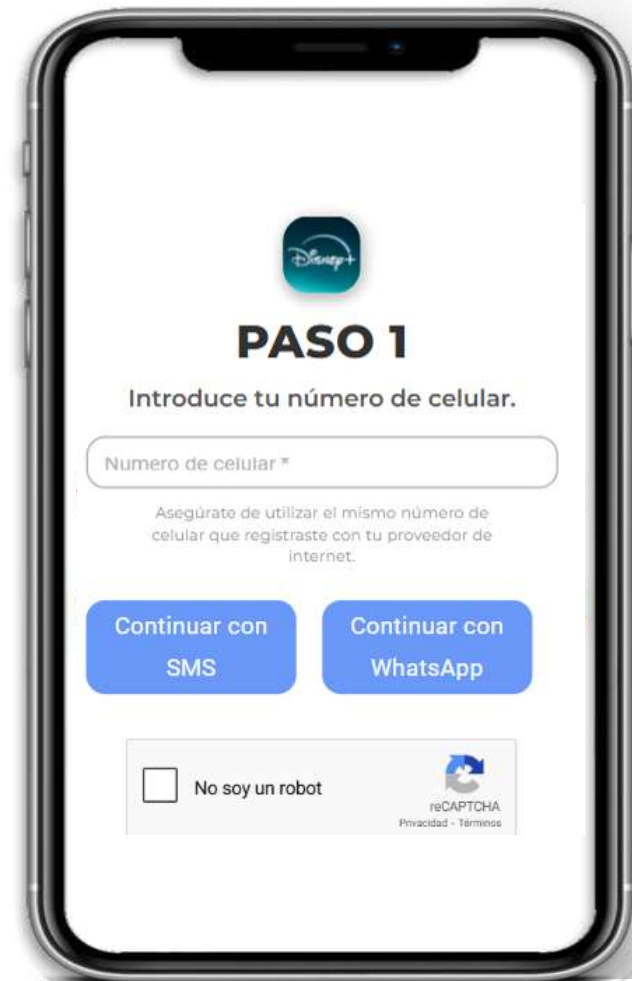 Disney+
PASO 1
Introduce tu número de celular.
Numero de celular *
Asegúrate de utilizar el mismo número de
celular que registraste con tu proveedor de
internet.
Continuar con
SMS
Continuar con
WhatsApp
No soy un robot
reCAPTCHA
Privacidad - Términos